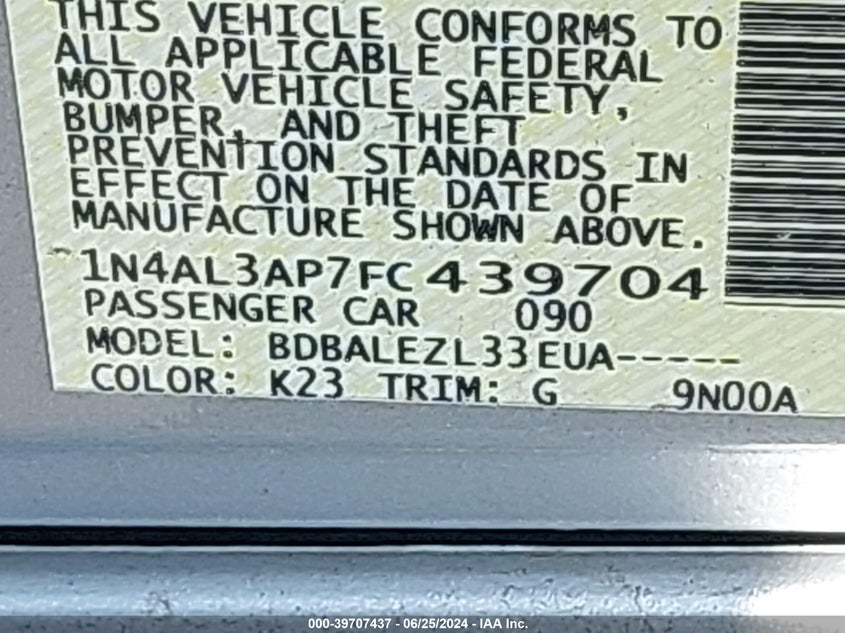 THIS VEHICLE CONFORMS TO
ALL APPLICABLE FEDERAL
MOTOR VEHICLE SAFETY,
BUMPER, AND THEFT
PREVENTION STANDARDS IN
EFFECT ON THE DATE OF
MANUFACTURE SHOWN ABOVE.
1N4AL3AP7FC439704
PASSENGER CAR 090
MODEL: BDBALEZL33EUA-----
COLOR: K23 TRIM: G 9N00A
000-39707437 - 06/25/2024 - IAA Inc.